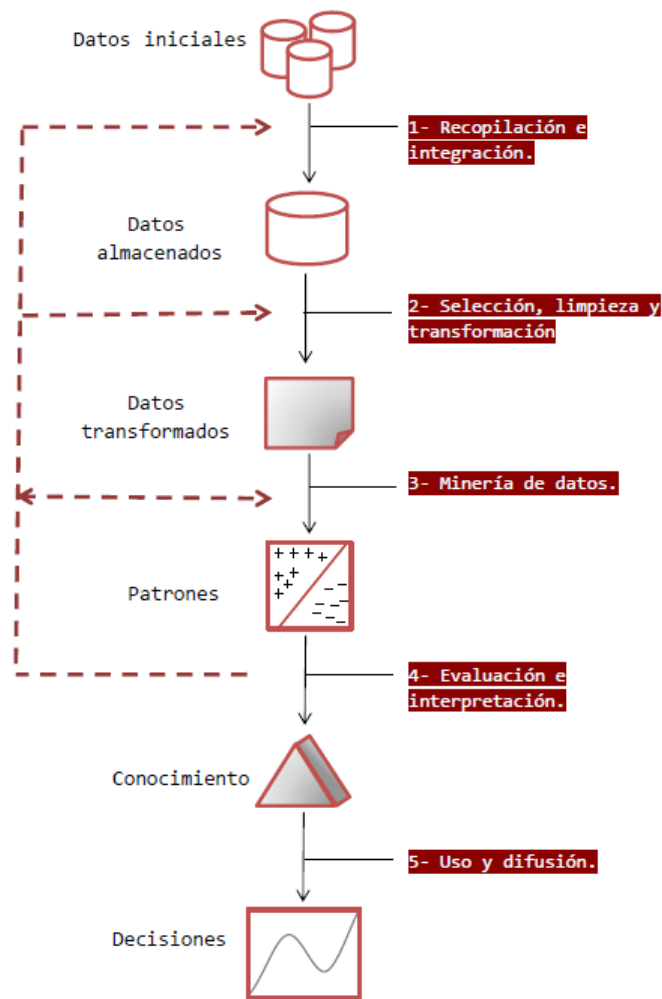 Datos iniciales
1- Recopilación e
integración.
Datos
almacenados
2- Selección, limpieza y
transformación
Datos
transformados
3- Minería de datos.
Patrones
4- Evaluación e
interpretación.
Conocimiento
5- Uso y difusión.
Decisiones